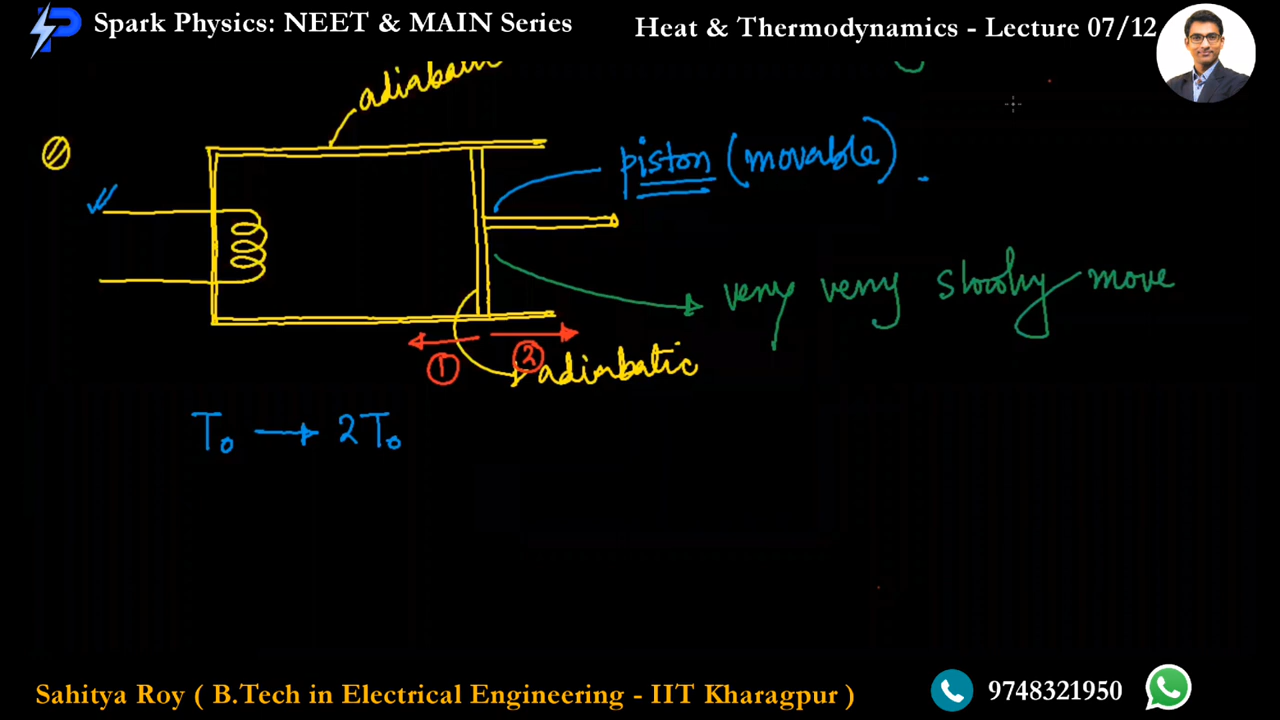 Spark Physics: NEET & MAIN Series
Heat & Thermodynamics - Lecture 07/12
adiabatic
piston (movable).
very very slowly move
① ②
adiabatic
T₀ → 2T₀
Sahitya Roy ( B.Tech in Electrical Engineering - IIT Kharagpur )
9748321950